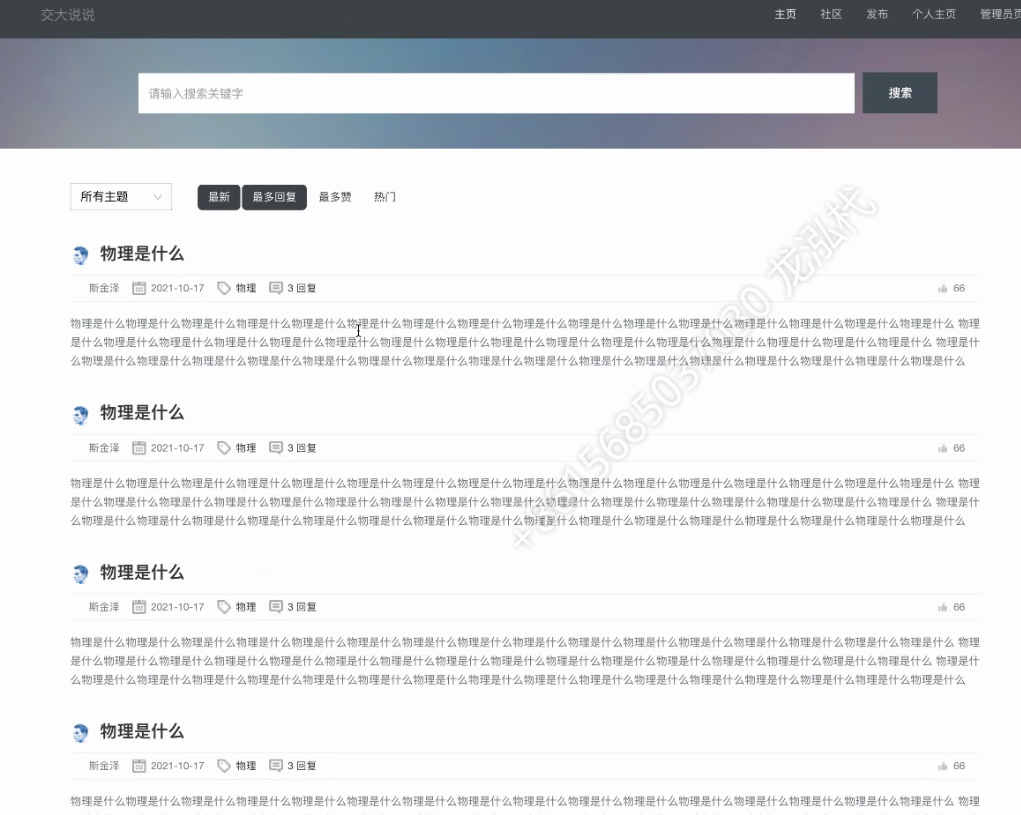 交大说说 主页 社区 发布 个人主页 管理员页
请输入搜索关键字 搜索
所有主题 最新 最多回复 最多赞 热门
物理是什么
斯金泽 2021-10-17 物理 3 回复 66
物理是什么物理是什么物理是什么物理是什么物理是什么物理是什么物理是什么物理是什么物理是什么物理是什么物理是什么物理是什么物理是什么物理是什么物理是什么物理是什么 物理
是什么物理是什么物理是什么物理是什么物理是什么物理是什么物理是什么物理是什么物理是什么物理是什么物理是什么物理是什么物理是什么物理是什么物理是什么物理是什么 物理是什
么物理是什么物理是什么物理是什么物理是什么物理是什么物理是什么物理是什么物理是什么物理是什么物理是什么物理是什么物理是什么物理是什么物理是什么物理是什么物理是什么
物理是什么
斯金泽 2021-10-17 物理 3 回复 66
物理是什么物理是什么物理是什么物理是什么物理是什么物理是什么物理是什么物理是什么物理是什么物理是什么物理是什么物理是什么物理是什么物理是什么物理是什么物理是什么 物理
是什么物理是什么物理是什么物理是什么物理是什么物理是什么物理是什么物理是什么物理是什么物理是什么物理是什么物理是什么物理是什么物理是什么物理是什么物理是什么 物理是什
么物理是什么物理是什么物理是什么物理是什么物理是什么物理是什么物理是什么物理是什么物理是什么物理是什么物理是什么物理是什么物理是什么物理是什么物理是什么物理是什么
物理是什么
斯金泽 2021-10-17 物理 3 回复 66
物理是什么物理是什么物理是什么物理是什么物理是什么物理是什么物理是什么物理是什么物理是什么物理是什么物理是什么物理是什么物理是什么物理是什么物理是什么物理是什么 物理
是什么物理是什么物理是什么物理是什么物理是什么物理是什么物理是什么物理是什么物理是什么物理是什么物理是什么物理是什么物理是什么物理是什么物理是什么物理是什么 物理是什
么物理是什么物理是什么物理是什么物理是什么物理是什么物理是什么物理是什么物理是什么物理是什么物理是什么物理是什么物理是什么物理是什么物理是什么物理是什么物理是什么
物理是什么
斯金泽 2021-10-17 物理 3 回复 66
物理是什么物理是什么物理是什么物理是什么物理是什么物理是什么物理是什么物理是什么物理是什么物理是什么物理是什么物理是什么物理是什么物理是什么物理是什么物理是什么 物理